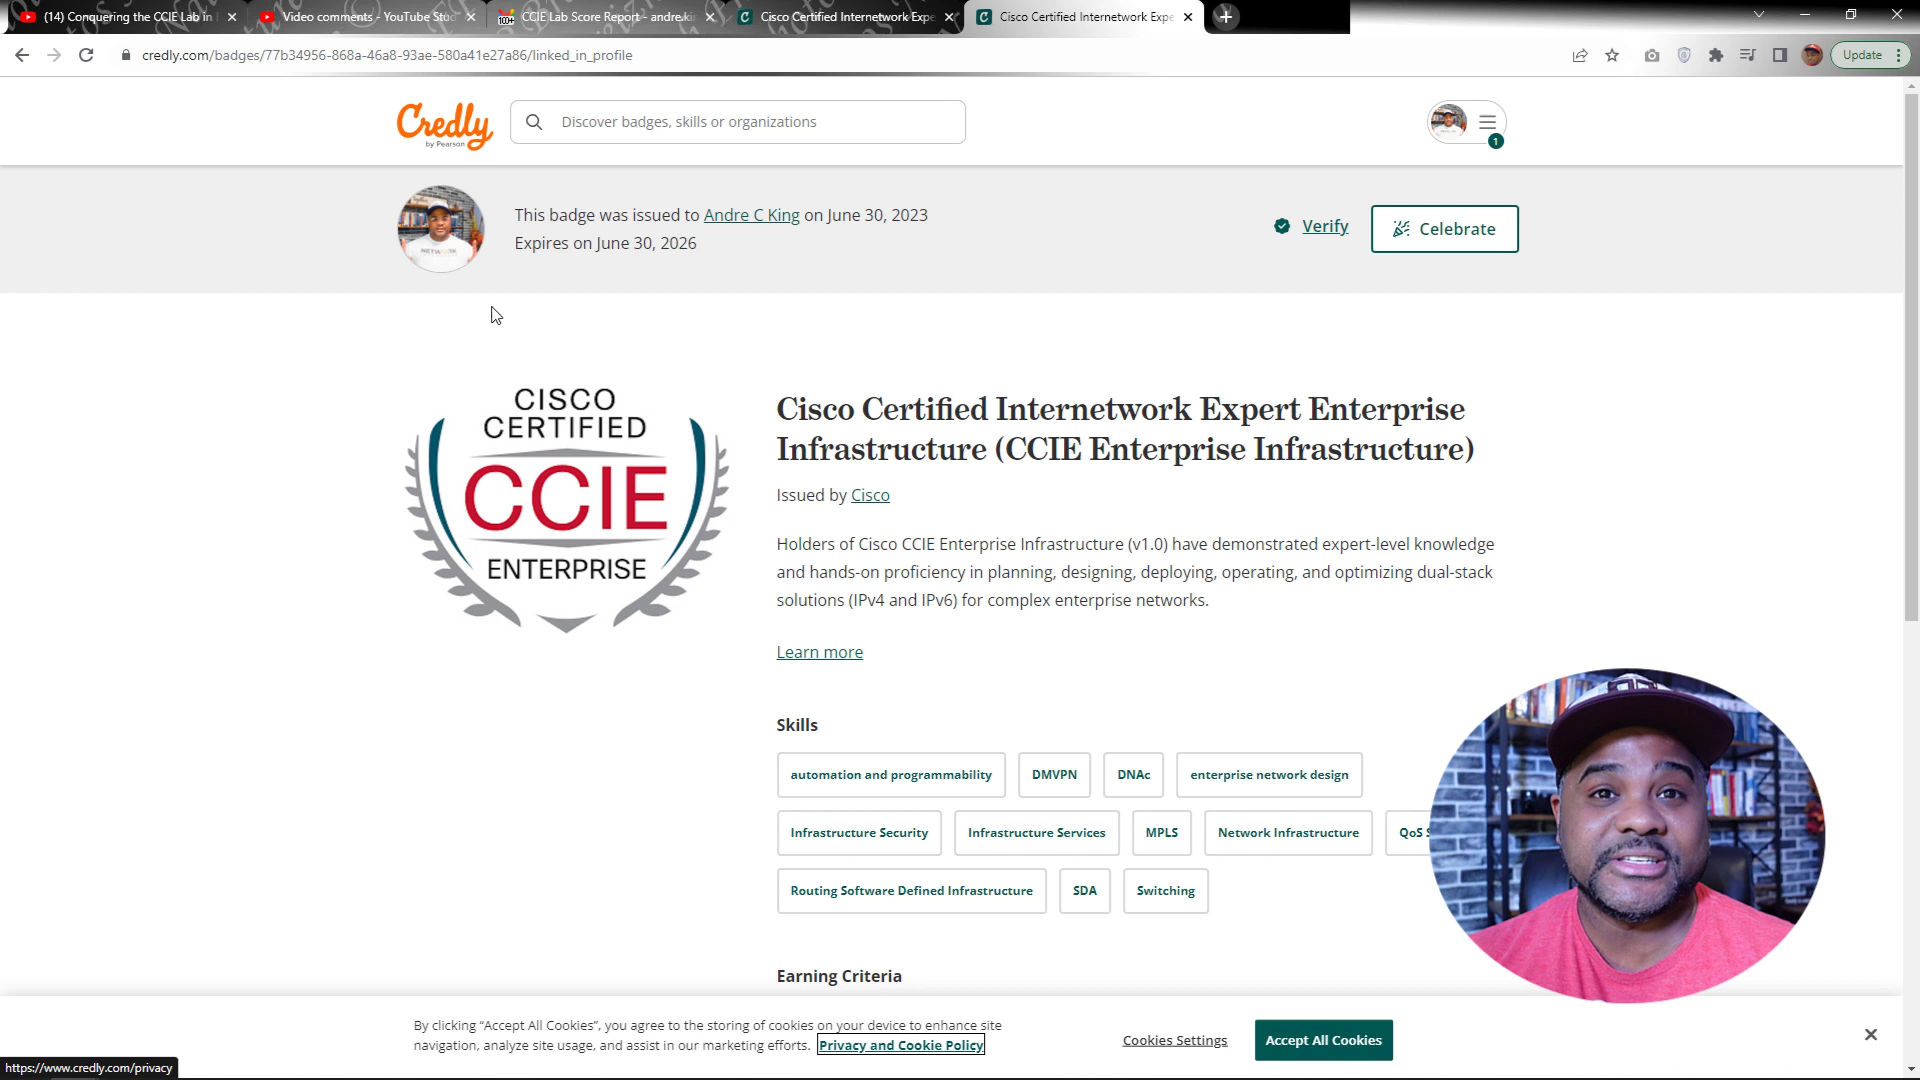 (14) Conquering the CCIE Lab in
Video comments - YouTube Stu
CCIE Lab Score Report - andre.ki
Cisco Certified Internetwork Expe
Cisco Certified Internetwork Expe
credly.com/badges/77b34956-868a-46a8-93ae-580a41e27a86/linked_in_profile
Update
Credly
by Pearson
Discover badges, skills or organizations
1
This badge was issued to Andre C King on June 30, 2023
Expires on June 30, 2026
Verify
Celebrate
CISCO
CERTIFIED
CCIE
ENTERPRISE
Cisco Certified Internetwork Expert Enterprise
Infrastructure (CCIE Enterprise Infrastructure)
Issued by Cisco
Holders of Cisco CCIE Enterprise Infrastructure (v1.0) have demonstrated expert-level knowledge
and hands-on proficiency in planning, designing, deploying, operating, and optimizing dual-stack
solutions (IPv4 and IPv6) for complex enterprise networks.
Learn more
Skills
automation and programmability
DMVPN
DNAc
enterprise network design
Infrastructure Security
Infrastructure Services
MPLS
Network Infrastructure
QoS
Routing Software Defined Infrastructure
SDA
Switching
Earning Criteria
By clicking “Accept All Cookies”, you agree to the storing of cookies on your device to enhance site
navigation, analyze site usage, and assist in our marketing efforts. Privacy and Cookie Policy
Cookies Settings
Accept All Cookies
https://www.credly.com/privacy